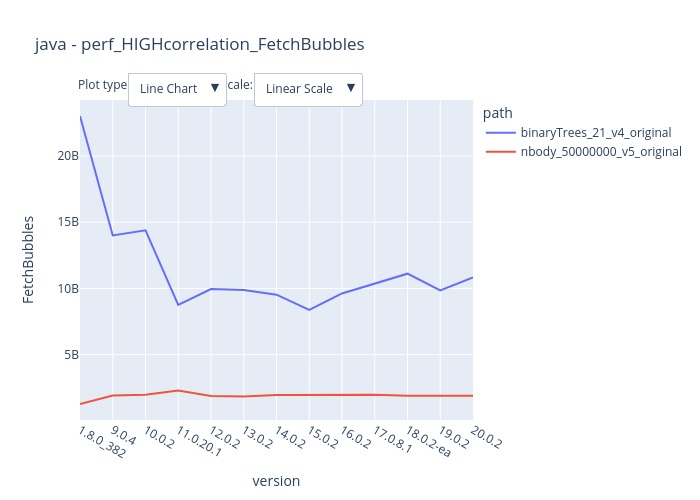 java - perf_HIGHcorrelation_FetchBubbles
Plot type
Line Chart ▼
cale:
Linear Scale ▼
path
binaryTrees_21_v4_original
nbody_50000000_v5_original
20B
15B
10B
5B
FetchBubbles
1.8.0_382
9.0.4
10.0.2
11.0.20.1
12.0.2
13.0.2
14.0.2
15.0.2
16.0.2
17.0.8.1
18.0.2-ea
19.0.2
20.0.2
version